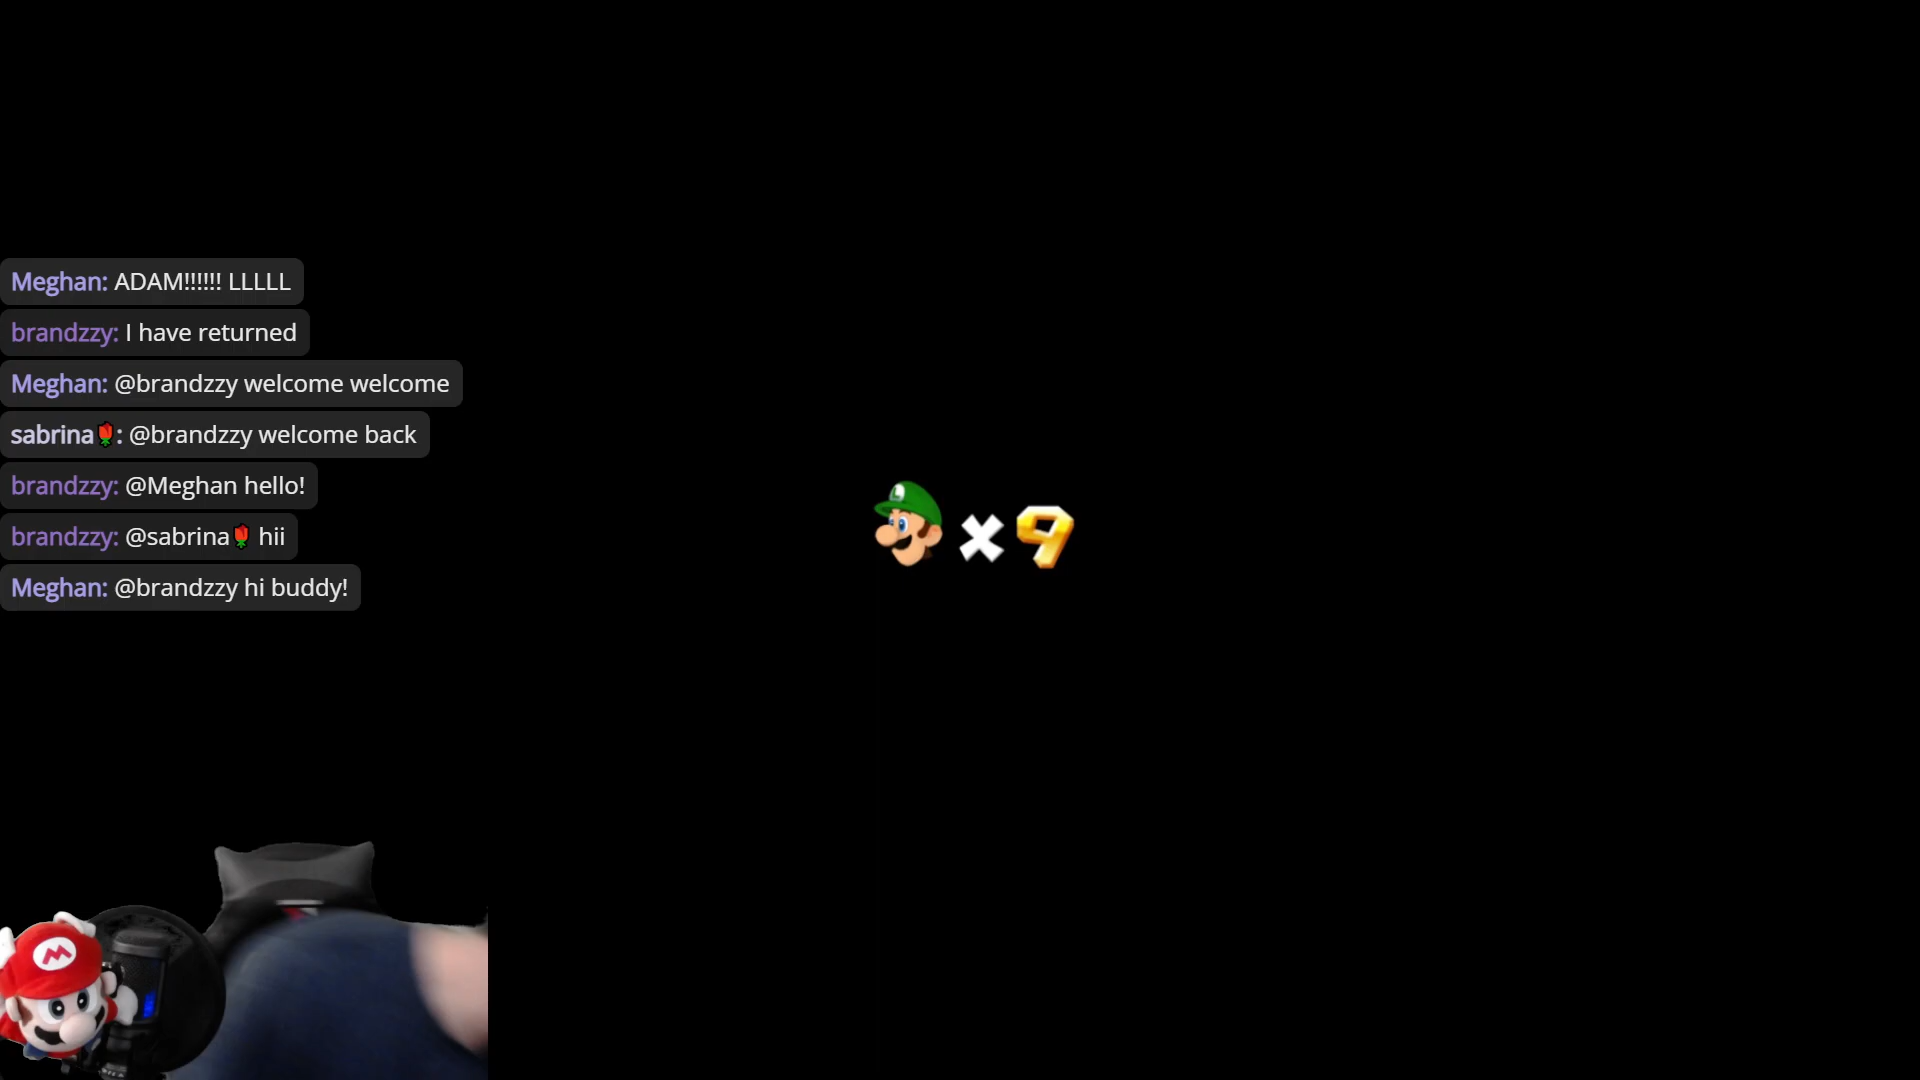 Meghan: ADAM!!!!!! LLLLL
brandzzy: I have returned
Meghan: @brandzzy welcome welcome
sabrina🌹: @brandzzy welcome back
brandzzy: @Meghan hello!
brandzzy: @sabrina🌹 hii
Meghan: @brandzzy hi buddy!
L
×9
M